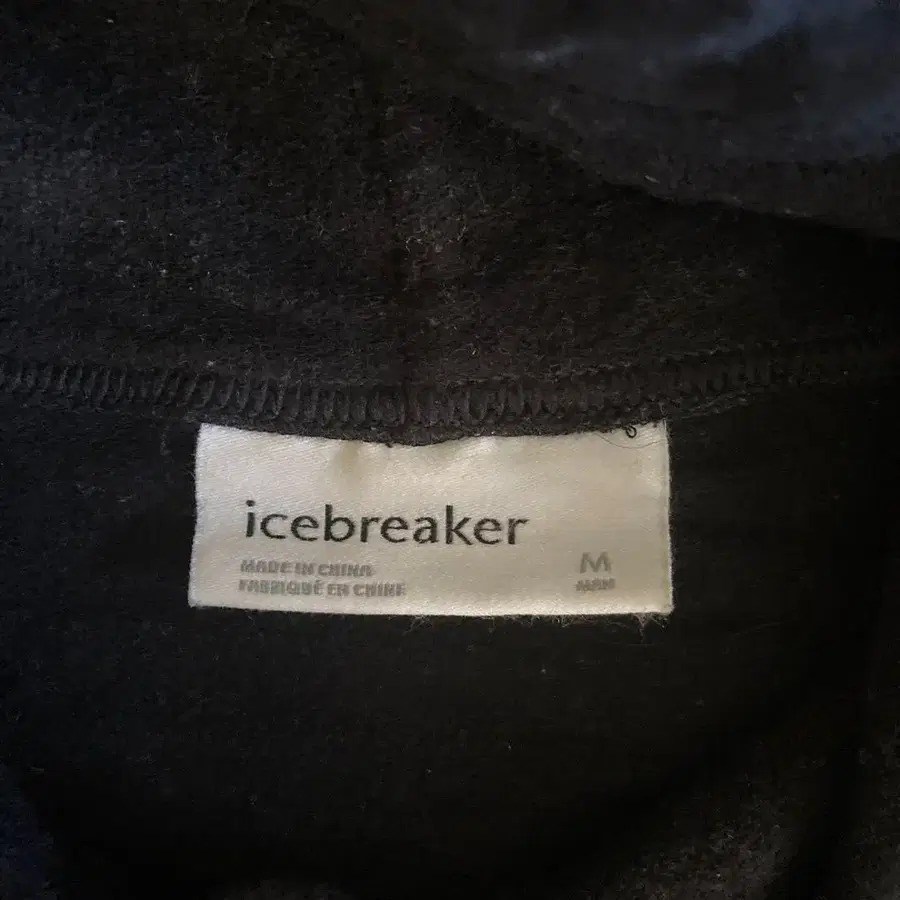 icebreaker
MADE IN CHINA
FABRIQUÉ EN CHINE
M
MAN